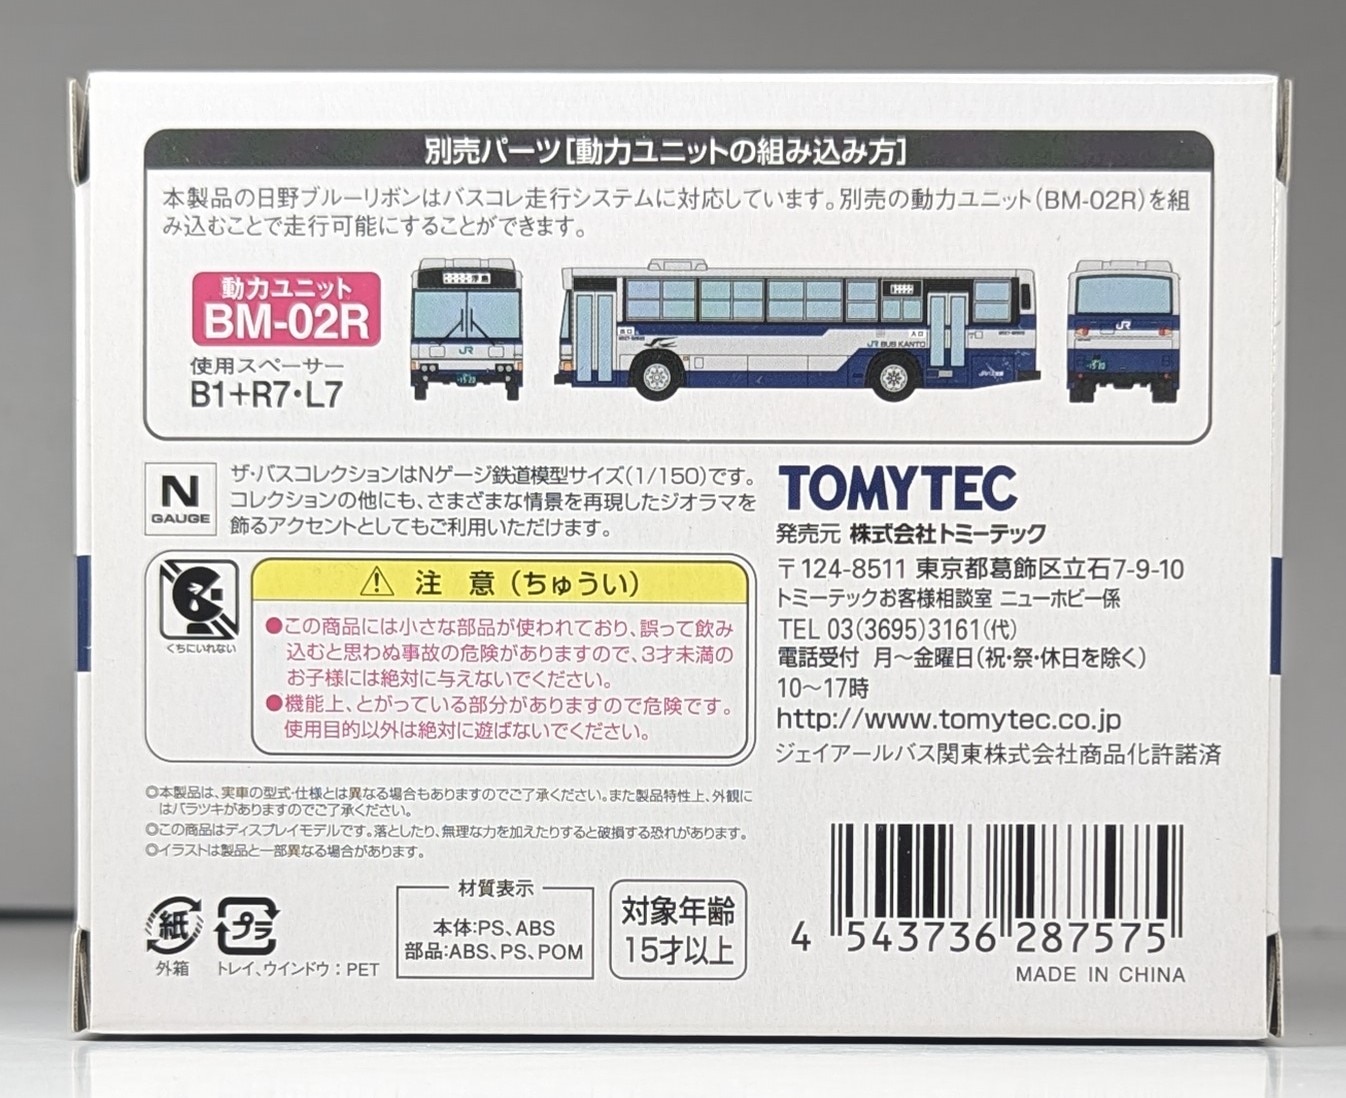 別売パーツ[動力ユニットの組み込み方]
本製品の日野ブルーリボンはバスコレ走行システムに対応しています。別売の動力ユニット(BM-02R)を組
み込むことで走行可能にすることができます。
動力ユニット
BM-02R
使用スペーサー
B1+R7・L7
JR
出口
入口
JR BUS KANTO
JR
N
GAUGE
ザ・バスコレクションはNゲージ鉄道模型サイズ(1/150)です。
コレクションの他にも、さまざまな情景を再現したジオラマを
飾るアクセントとしてもご利用いただけます。
くちにいれない
注 意(ちゅうい)
●この商品には小さな部品が使われており、誤って飲み
込むと思わぬ事故の危険がありますので、3才未満の
お子様には絶対に与えないでください。
●機能上、とがっている部分がありますので危険です。
使用目的以外は絶対に遊ばないでください。
◎本製品は、実車の型式・仕様とは異なる場合もありますのでご了承ください。また製品特性上、外観に
はバラツキがありますのでご了承ください。
◎この商品はディスプレイモデルです。落としたり、無理な力を加えたりすると破損する恐れがあります。
◎イラストは製品と一部異なる場合があります。
紙
外箱
プラ
トレイ、ウインドウ:PET
材質表示
本体:PS、ABS
部品:ABS、PS、POM
対象年齢
15才以上
TOMYTEC
発売元 株式会社トミーテック
〒124-8511 東京都葛飾区立石7-9-10
トミーテックお客様相談室 ニューホビー係
TEL 03(3695)3161(代)
電話受付 月〜金曜日(祝・祭・休日を除く)
10〜17時
http://www.tomytec.co.jp
ジェイアールバス関東株式会社商品化許諾済
4 543736 287575
MADE IN CHINA